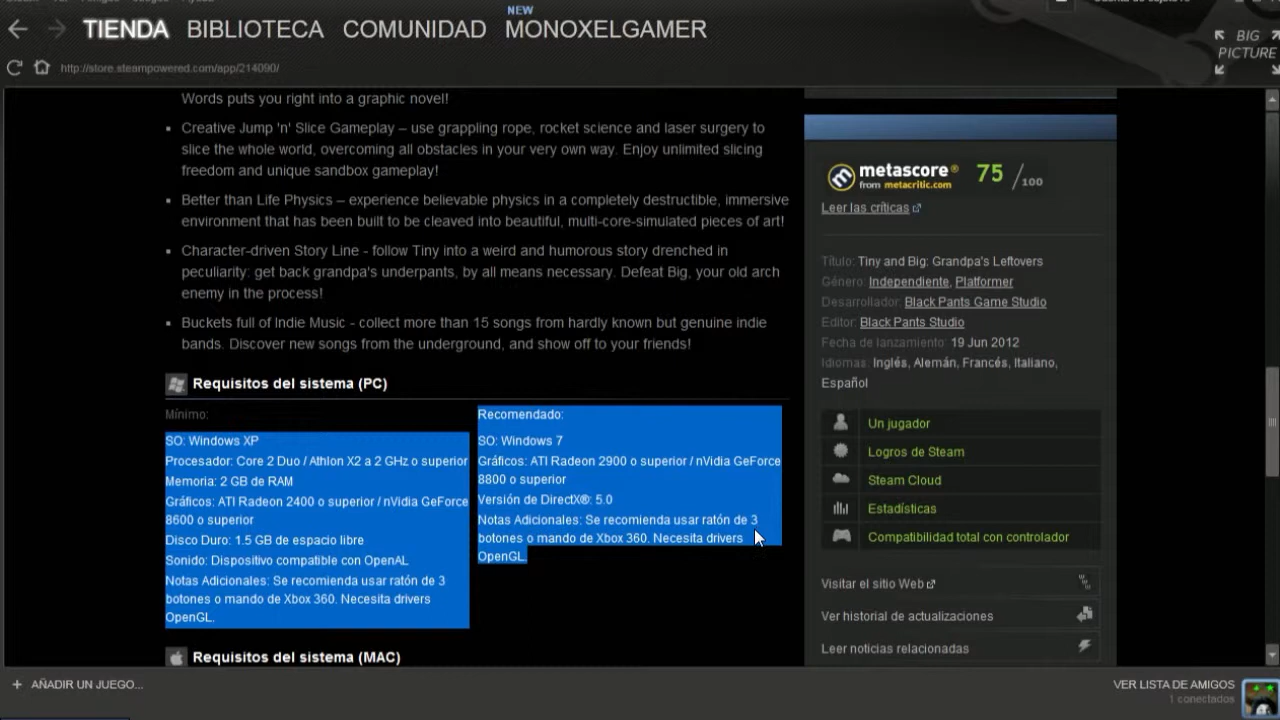 NEW
TIENDA BIBLIOTECA COMUNIDAD MONOXELGAMER
BIG
PICTURE
http://store.steampowered.com/app/214090/
Words puts you right into a graphic novel!
Creative Jump 'n' Slice Gameplay – use grappling rope, rocket science and laser surgery to
slice the whole world, overcoming all obstacles in your very own way. Enjoy unlimited slicing
freedom and unique sandbox gameplay!
Better than Life Physics – experience believable physics in a completely destructible, immersive
environment that has been built to be cleaved into beautiful, multi-core-simulated pieces of art!
Character-driven Story Line - follow Tiny into a weird and humorous story drenched in
peculiarity: get back grandpa's underpants, by all means necessary. Defeat Big, your old arch
enemy in the process!
Buckets full of Indie Music - collect more than 15 songs from hardly known but genuine indie
bands. Discover new songs from the underground, and show off to your friends!
Requisitos del sistema (PC)
Mínimo:
SO: Windows XP
Procesador: Core 2 Duo / Athlon X2 a 2 GHz o superior
Memoria: 2 GB de RAM
Gráficos: ATI Radeon 2400 o superior / nVidia GeForce
8600 o superior
Disco Duro: 1.5 GB de espacio libre
Sonido: Dispositivo compatible con OpenAL
Notas Adicionales: Se recomienda usar ratón de 3
botones o mando de Xbox 360. Necesita drivers
OpenGL.
Recomendado:
SO: Windows 7
Gráficos: ATI Radeon 2900 o superior / nVidia GeForce
8800 o superior
Versión de DirectX®: 5.0
Notas Adicionales: Se recomienda usar ratón de 3
botones o mando de Xbox 360. Necesita drivers
OpenGL.
Requisitos del sistema (MAC)
metascore® 75 /100
from metacritic.com
Leer las críticas
Título: Tiny and Big: Grandpa's Leftovers
Género: Independiente, Platformer
Desarrollador: Black Pants Game Studio
Editor: Black Pants Studio
Fecha de lanzamiento: 19 Jun 2012
Idiomas: Inglés, Alemán, Francés, Italiano,
Español
Un jugador
Logros de Steam
Steam Cloud
Estadísticas
Compatibilidad total con controlador
Visitar el sitio Web
Ver historial de actualizaciones
Leer noticias relacionadas
+ AÑADIR UN JUEGO...
VER LISTA DE AMIGOS
1 conectados